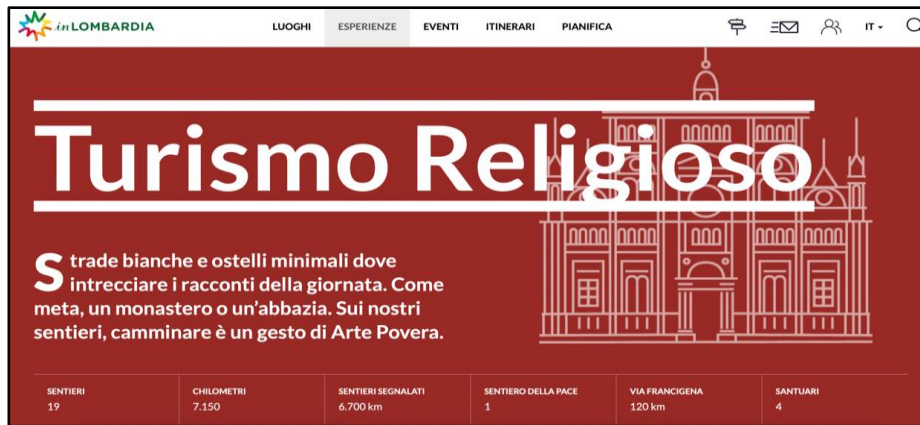 inLOMBARDIA
LUOGHI ESPERIENZE EVENTI ITINERARI PIANIFICA IT
Turismo Religioso
Strade bianche e ostelli minimali dove
intrecciare i racconti della giornata. Come
meta, un monastero o un'abbazia. Sui nostri
sentieri, camminare è un gesto di Arte Povera.
SENTIERI CHILOMETRI SENTIERI SEGNALATI SENTIERO DELLA PACE VIA FRANCIGENA SANTUARI
19 7.150 6.700 km 1 120 km 4